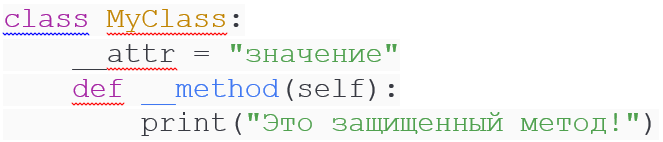 class MyClass:
    __attr = "значение"
    def __method(self):
        print("Это защищенный метод!")